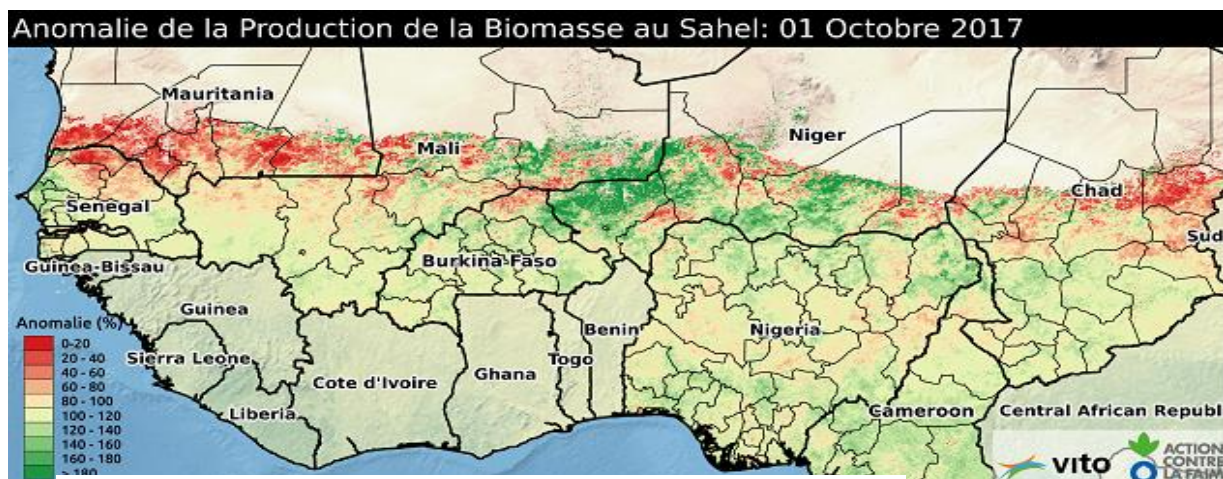 Anomalie de la Production de la Biomasse au Sahel: 01 Octobre 2017
Mauritania
Mali
Niger
Chad
Senegal
Sud
Guinea-Bissau
Burkina Faso
Guinea
Benin
Nigeria
Sierra Leone
Cote d'Ivoire
Ghana
Togo
Liberia
Cameroon
Central African Republ
Anomalie (%)
0-20
20 - 40
40 - 60
60 - 80
80 - 100
100 - 120
120 - 140
140 - 160
160 - 180
> 180
vito
ACTION
CONTRE
LA FAIM